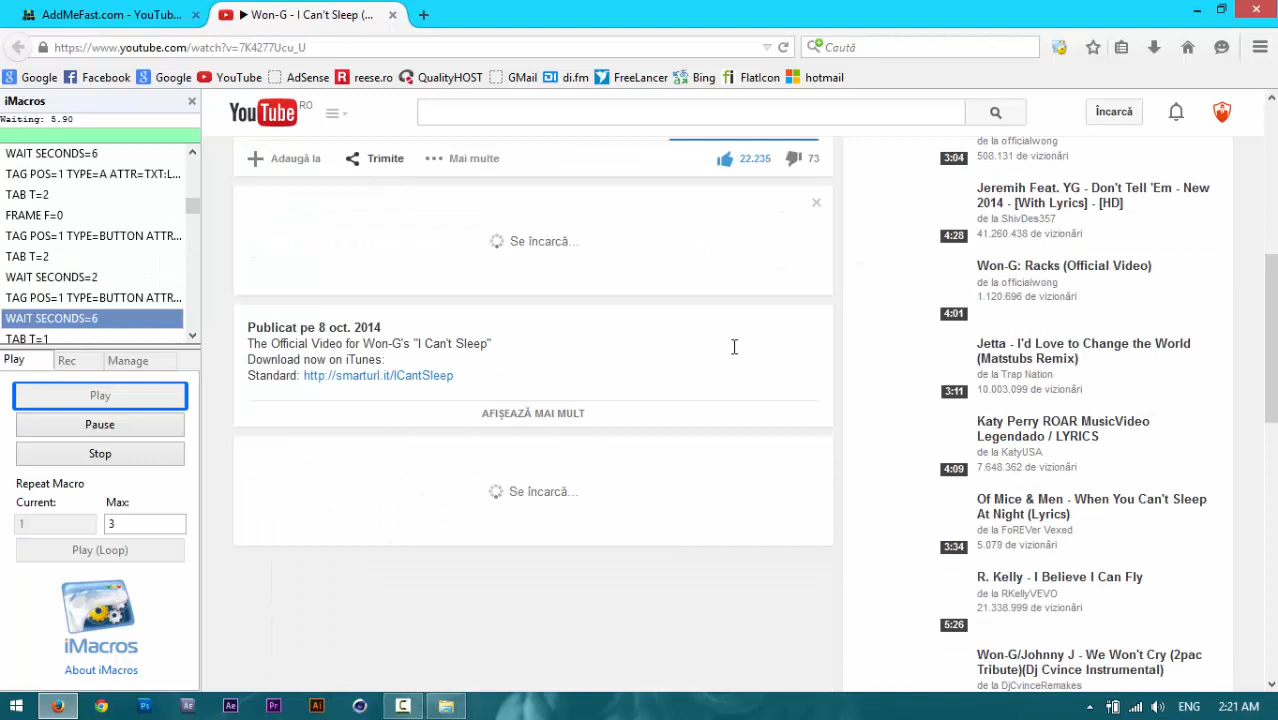 AddMeFast.com - YouTub...
▶ Won-G - I Can't Sleep (...
https://www.youtube.com/watch?v=7K4277Ucu_U
Caută
Google
Facebook
Google
YouTube
AdSense
reese.ro
QualityHOST
GMail
di.fm
FreeLancer
Bing
FlatIcon
hotmail
iMacros
Waiting: 5.90
WAIT SECONDS=6
TAG POS=1 TYPE=A ATTR=TXT:L...
TAB T=2
FRAME F=0
TAG POS=1 TYPE=BUTTON ATTR...
TAB T=2
WAIT SECONDS=2
TAG POS=1 TYPE=BUTTON ATTR...
WAIT SECONDS=6
TAB T=1
Play
Rec
Manage
Play
Pause
Stop
Repeat Macro
Current:
Max:
1
3
Play (Loop)
iMacros
About iMacros
YouTube RO
Încarcă
Adaugă la
Trimite
Mai multe
22.235
73
Se încarcă...
Publicat pe 8 oct. 2014
The Official Video for Won-G's "I Can't Sleep"
Download now on iTunes:
Standard: http://smarturl.it/ICantSleep
AFIȘEAZĂ MAI MULT
Se încarcă...
de la officialwong
508.131 de vizionări
3:04
Jeremih Feat. YG - Don't Tell 'Em - New
2014 - [With Lyrics] - [HD]
de la ShivDes357
41.260.438 de vizionări
4:28
Won-G: Racks (Official Video)
de la officialwong
1.120.696 de vizionări
4:01
Jetta - I'd Love to Change the World
(Matstubs Remix)
de la Trap Nation
10.003.099 de vizionări
3:11
Katy Perry ROAR MusicVideo
Legendado / LYRICS
de la KatyUSA
7.648.362 de vizionări
4:09
Of Mice & Men - When You Can't Sleep
At Night (Lyrics)
de la FoREVer Vexed
5.079 de vizionări
3:34
R. Kelly - I Believe I Can Fly
de la RKellyVEVO
21.338.999 de vizionări
5:26
Won-G/Johnny J - We Won't Cry (2pac
Tribute)(Dj Cvince Instrumental)
de la DjCvinceRemakes
Ps
Ae
Ae
Pr
Ai
ENG
2:21 AM